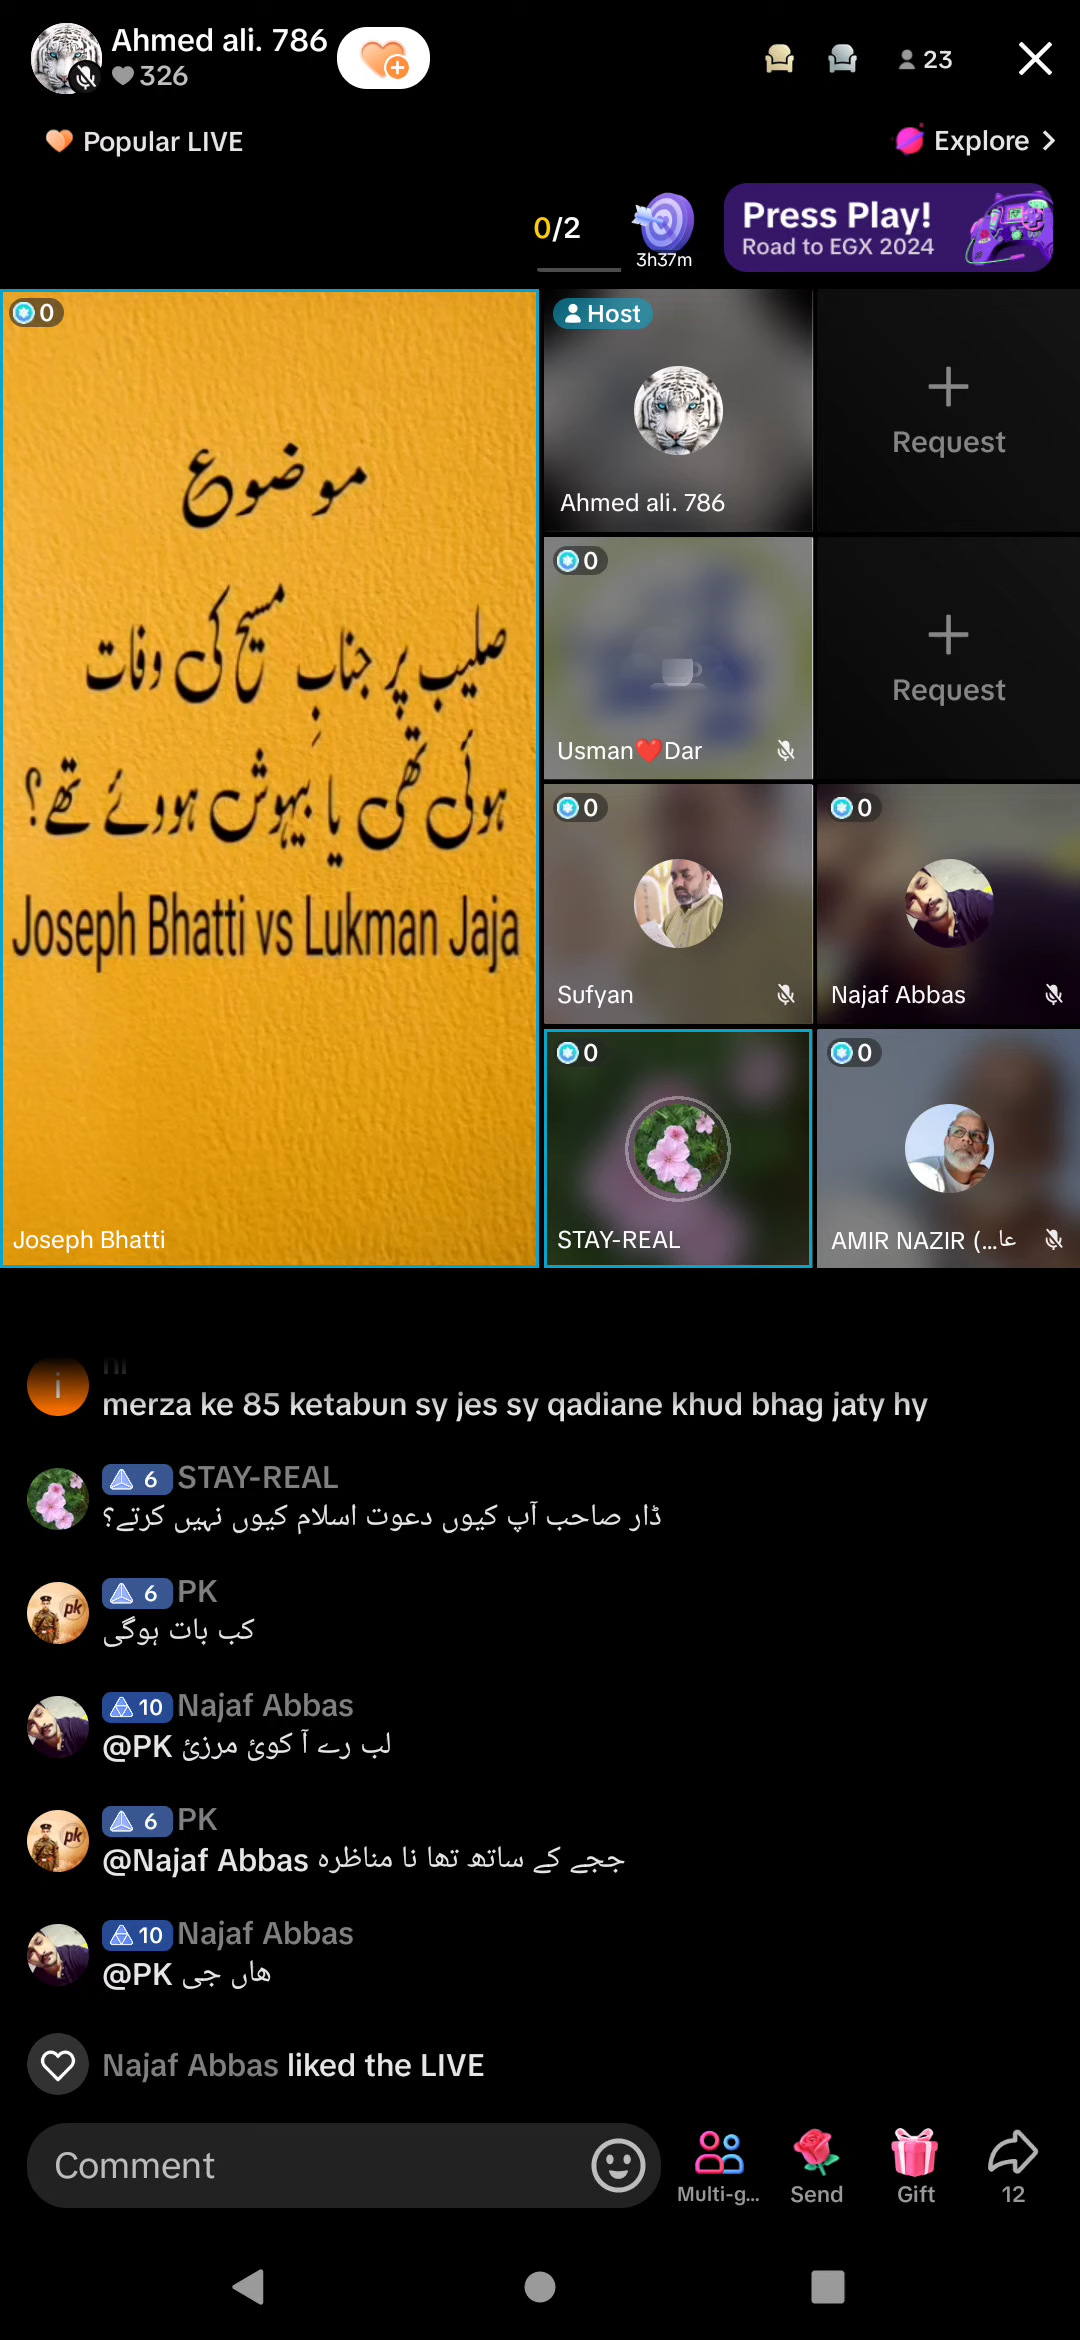 Ahmed ali. 786
326
23
Popular LIVE
Explore
0/2
3h37m
Press Play!
Road to EGX 2024
0
موضوع
صلیب پر جنابِ مسیح کی وفات
ہوئی تھی یا بیہوش ہووئے تھے؟
Joseph Bhatti vs Lukman Jaja
Joseph Bhatti
Host
Ahmed ali. 786
Request
0
Usman❤️Dar
Request
0
Sufyan
0
Najaf Abbas
0
STAY-REAL
0
AMIR NAZIR (...عا
i
merza ke 85 ketabun sy jes sy qadiane khud bhag jaty hy
6 STAY-REAL
ڈار صاحب آپ کیوں دعوت اسلام کیوں نہیں کرتے؟
pk
6 PK
کب بات ہوگی
10 Najaf Abbas
@PK لب رے آ کوئ مرزئ
pk
6 PK
@Najaf Abbas ججے کے ساتھ تھا نا مناظرہ
10 Najaf Abbas
@PK ھاں جی
Najaf Abbas liked the LIVE
Comment
Multi-g...
Send
Gift
12